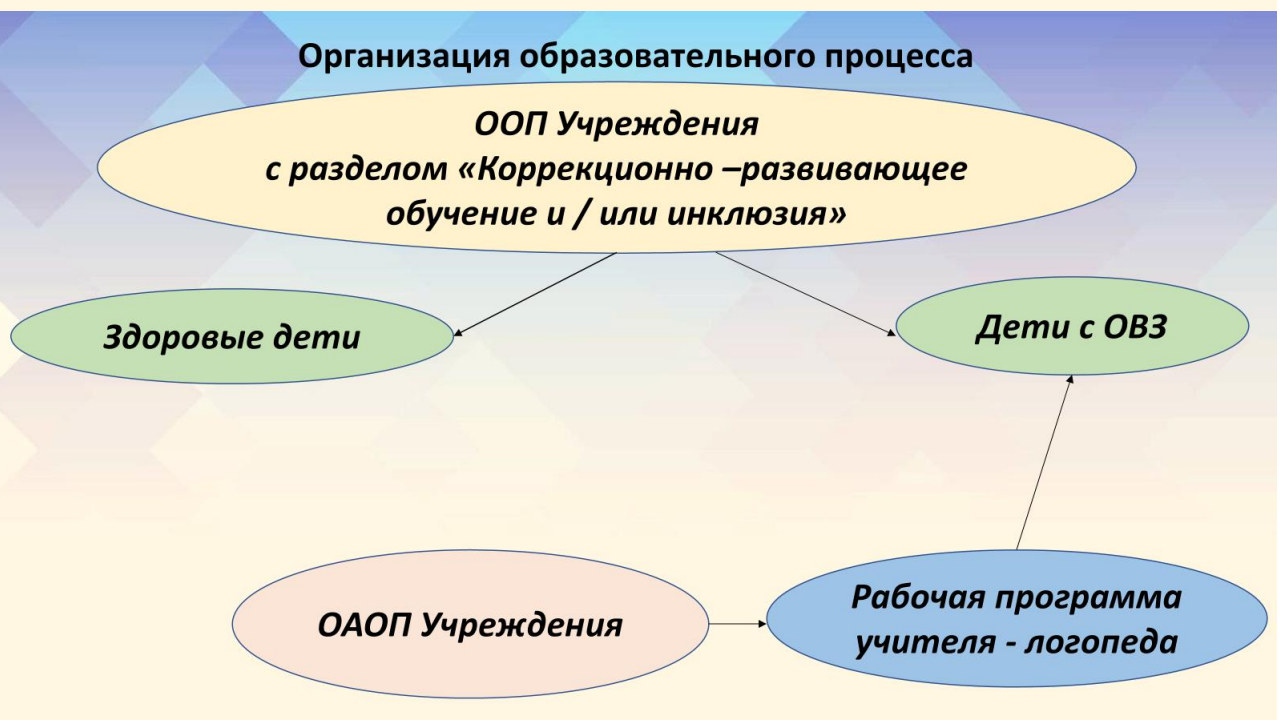 Организация образовательного процесса
ООП Учреждения
с разделом «Коррекционно –развивающее
обучение и / или инклюзия»
Здоровые дети
Дети с ОВЗ
ОАОП Учреждения
Рабочая программа
учителя - логопеда